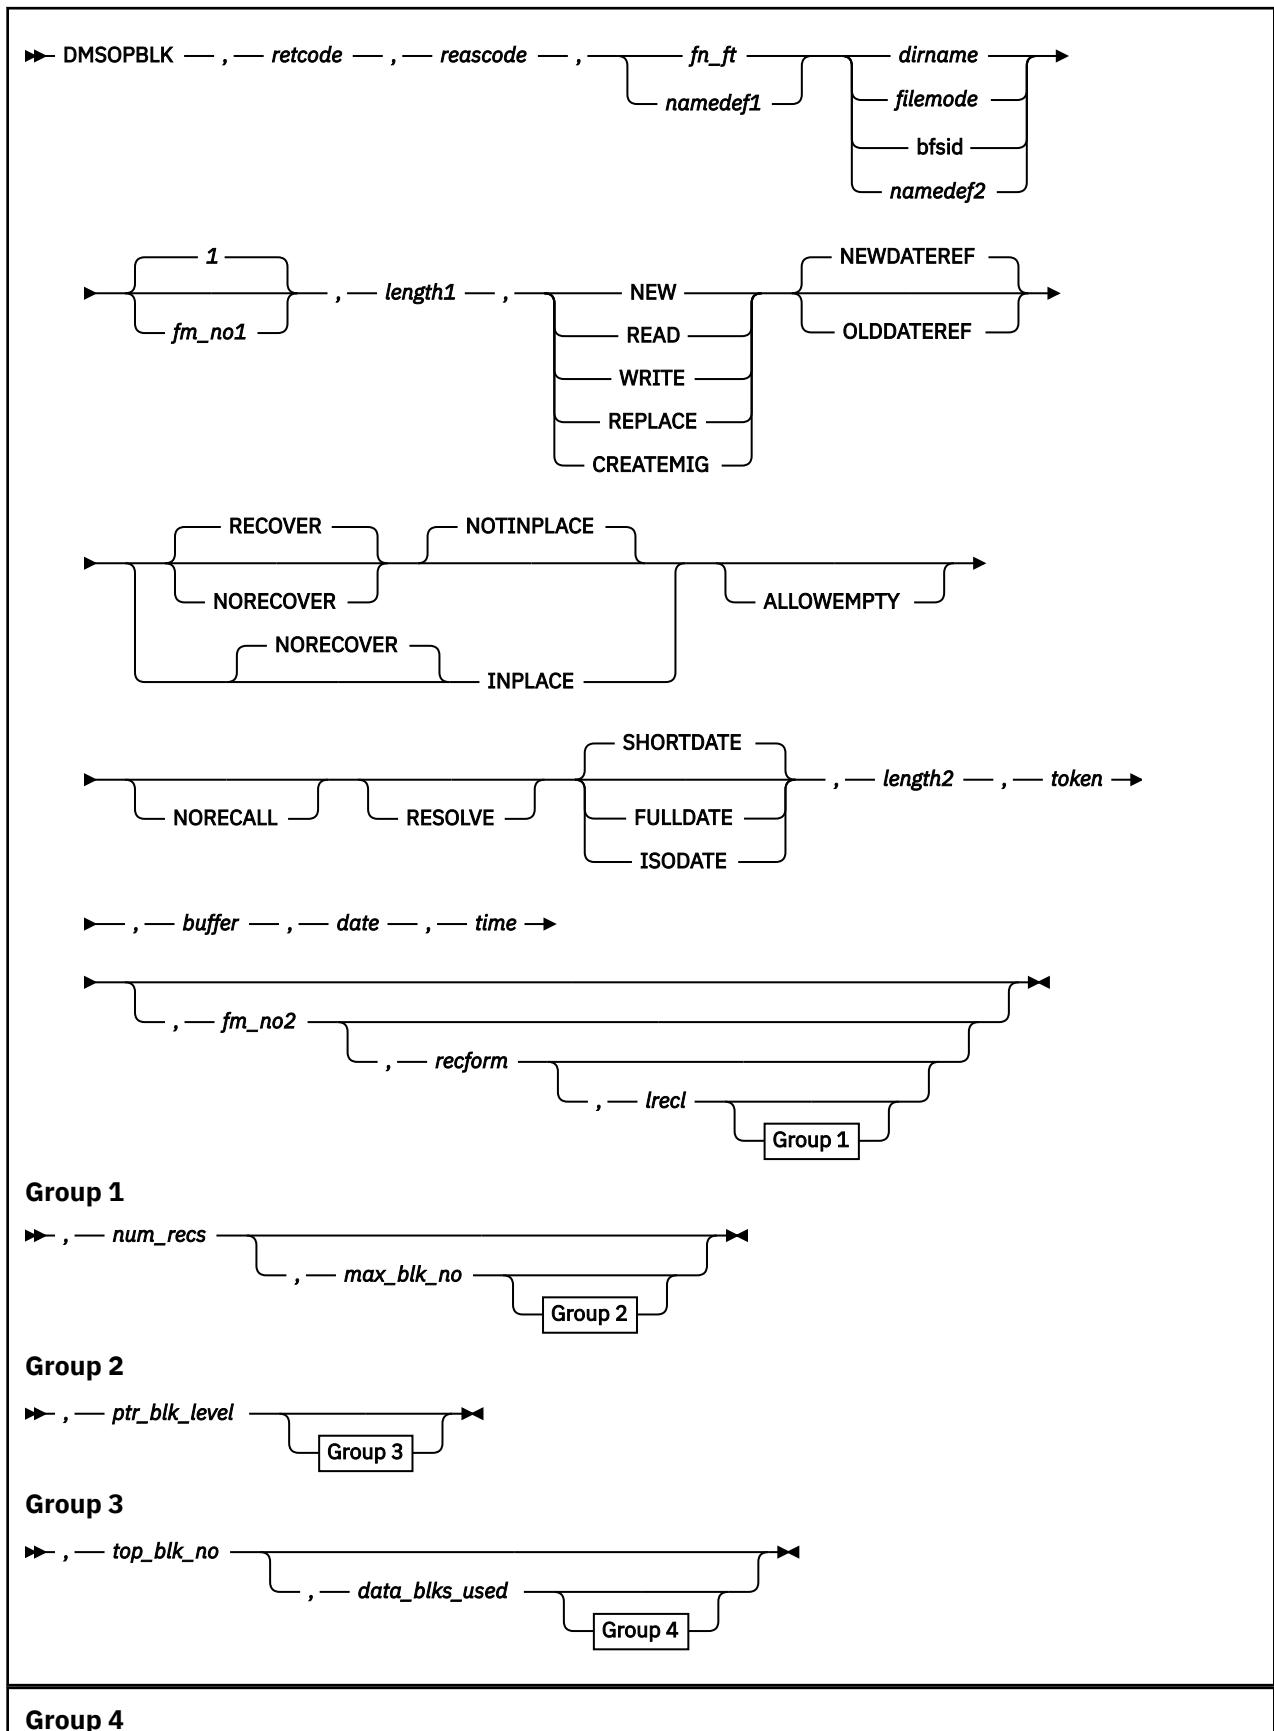 DMSOPBLK , retcode , reascode , fn_ft dirname
namedef1 filemode
bfsid
namedef2
1 NEWDATEREF
, length1 , NEW
fm_no1 READ OLDDATEREF
WRITE
REPLACE
CREATEMIG
RECOVER NOTINPLACE
NORECOVER ALLOWEMPTY
NORECOVER
INPLACE
SHORTDATE
, length2 , token
NORECALL RESOLVE FULLDATE
ISODATE
, buffer , date , time
, fm_no2
, recform
, lrecl
Group 1
Group 1
, num_recs
, max_blk_no
Group 2
Group 2
, ptr_blk_level
Group 3
Group 3
, top_blk_no
, data_blks_used
Group 4
Group 4